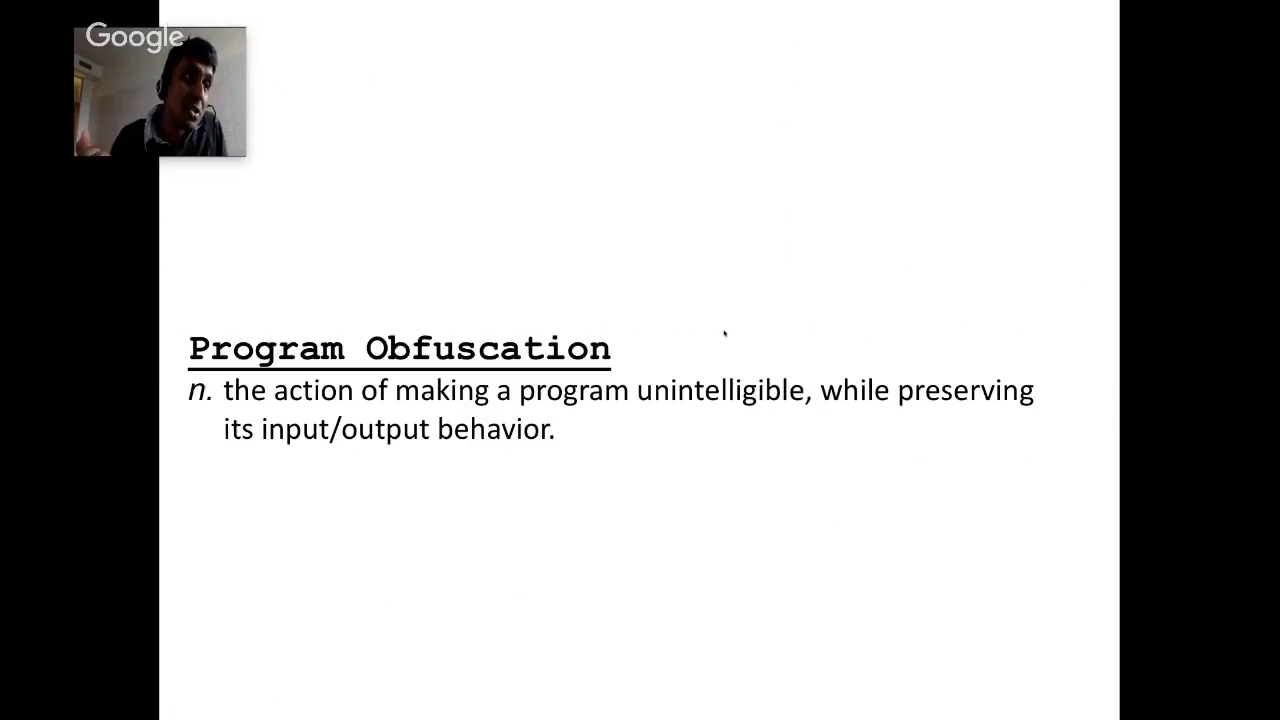 Google
Program Obfuscation
n. the action of making a program unintelligible, while preserving
its input/output behavior.